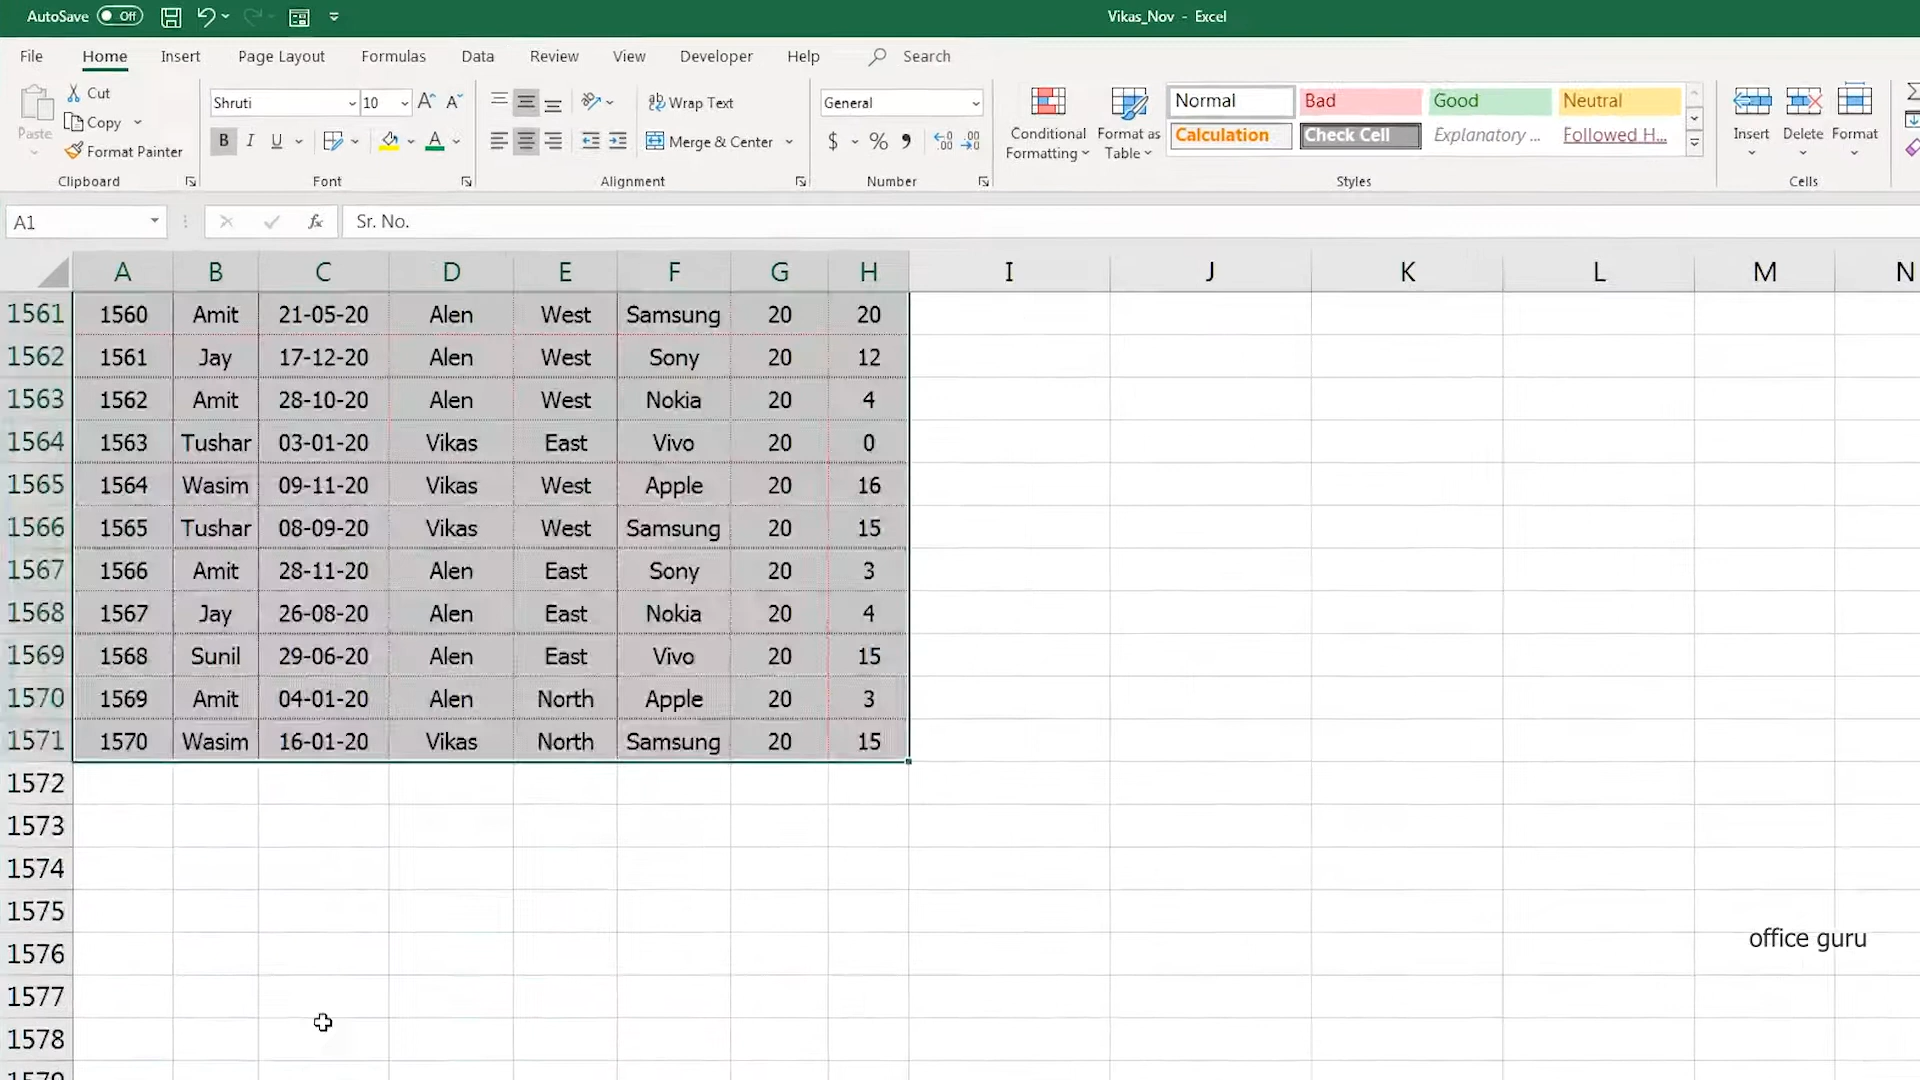 AutoSave Off Vikas_Nov - Excel
File Home Insert Page Layout Formulas Data Review View Developer Help Search
Paste Cut Copy Format Painter Clipboard
Shruti 10 B I U A Font
Wrap Text Merge & Center Alignment
General $ % Number
Conditional Formatting Format as Table
Normal Bad Good Neutral
Calculation Check Cell Explanatory ... Followed H...
Styles
Insert Delete Format Cells
A1 fx Sr. No.
A B C D E F G H I J K L M N
1561 1560 Amit 21-05-20 Alen West Samsung 20 20
1562 1561 Jay 17-12-20 Alen West Sony 20 12
1563 1562 Amit 28-10-20 Alen West Nokia 20 4
1564 1563 Tushar 03-01-20 Vikas East Vivo 20 0
1565 1564 Wasim 09-11-20 Vikas West Apple 20 16
1566 1565 Tushar 08-09-20 Vikas West Samsung 20 15
1567 1566 Amit 28-11-20 Alen East Sony 20 3
1568 1567 Jay 26-08-20 Alen East Nokia 20 4
1569 1568 Sunil 29-06-20 Alen East Vivo 20 15
1570 1569 Amit 04-01-20 Alen North Apple 20 3
1571 1570 Wasim 16-01-20 Vikas North Samsung 20 15
1572
1573
1574
1575
office guru
1576
1577
1578